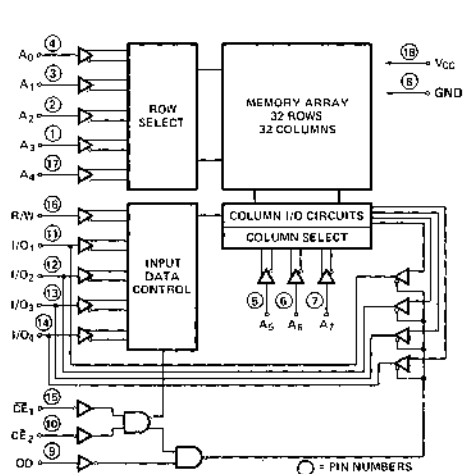 A₀ ④
A₁ ③
A₂ ②
A₃ ①
A₄ ⑰
ROW
SELECT
MEMORY ARRAY
32 ROWS
32 COLUMNS
⑱ VCC
⑧ GND
R/W ⑯
I/O₁ ⑪
I/O₂ ⑫
I/O₃ ⑬
I/O₄ ⑭
INPUT
DATA
CONTROL
COLUMN I/O CIRCUITS
COLUMN SELECT
⑤ ⑥ ⑦
A₅ A₆ A₇
C̅E̅₁ ⑮
C̅E̅₂ ⑩
OD ⑨
= PIN NUMBERS